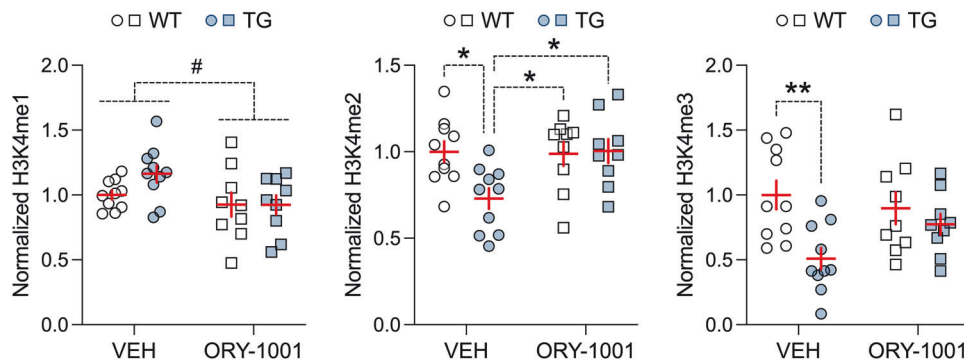 WT TG
Normalized H3K4me1
2.0
1.5
1.0
0.5
0.0
#
VEH ORY-1001
WT TG
Normalized H3K4me2
1.5
1.0
0.5
0.0
* * *
VEH ORY-1001
WT TG
Normalized H3K4me3
2.0
1.5
1.0
0.5
0.0
**
VEH ORY-1001